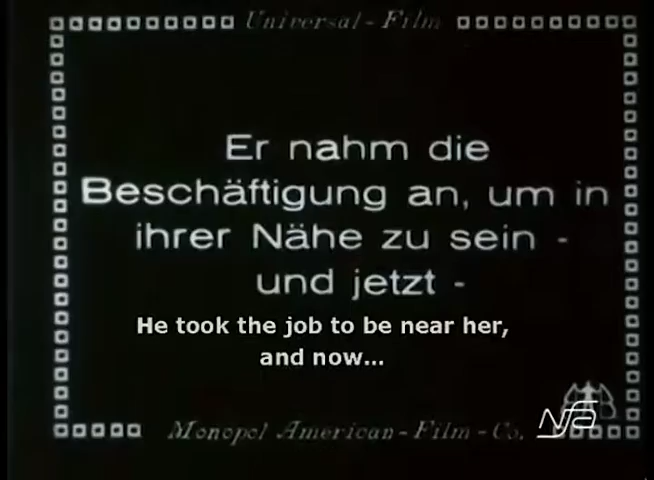 Universal-Film
Er nahm die
Beschäftigung an, um in
ihrer Nähe zu sein -
und jetzt -
He took the job to be near her,
and now...
Monopol American-Film-Co.
nfa